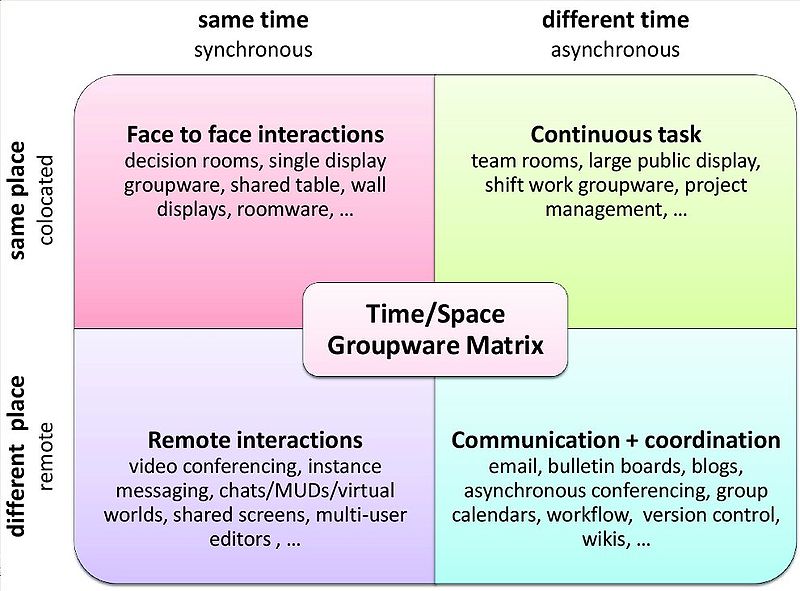 same time
synchronous
different time
asynchronous
same place
colocated
Face to face interactions
decision rooms, single display
groupware, shared table, wall
displays, roomware, ...
Continuous task
team rooms, large public display,
shift work groupware, project
management, ...
Time/Space
Groupware Matrix
different place
remote
Remote interactions
video conferencing, instance
messaging, chats/MUDs/virtual
worlds, shared screens, multi-user
editors , ...
Communication + coordination
email, bulletin boards, blogs,
asynchronous conferencing, group
calendars, workflow, version control,
wikis, ...